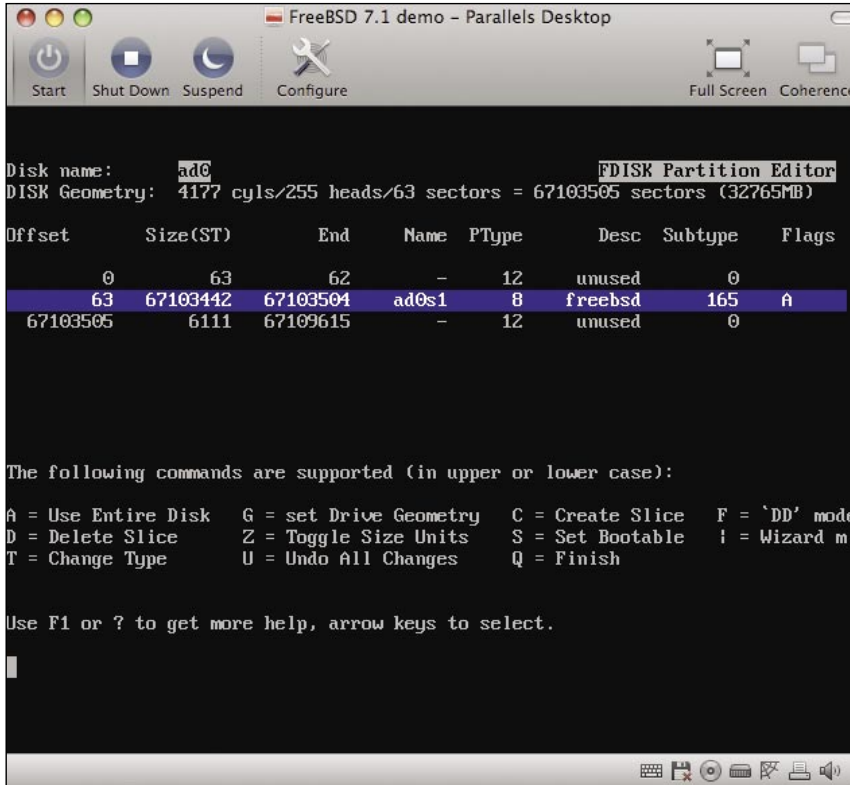 FreeBSD 7.1 demo – Parallels Desktop
Start Shut Down Suspend Configure Full Screen Coherence
Disk name: ad0 FDISK Partition Editor
DISK Geometry: 4177 cyls/255 heads/63 sectors = 67103505 sectors (32765MB)
Offset Size(ST) End Name PType Desc Subtype Flags
0 63 62 - 12 unused 0
63 67103442 67103504 ad0s1 8 freebsd 165 A
67103505 6111 67109615 - 12 unused 0
The following commands are supported (in upper or lower case):
A = Use Entire Disk G = set Drive Geometry C = Create Slice F = `DD' mode
D = Delete Slice Z = Toggle Size Units S = Set Bootable ¦ = Wizard m
T = Change Type U = Undo All Changes Q = Finish
Use F1 or ? to get more help, arrow keys to select.